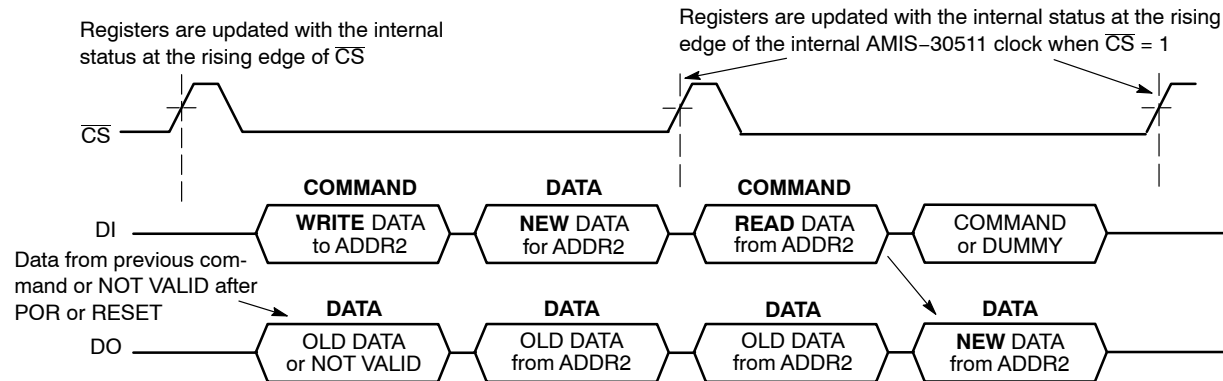 Registers are updated with the internal
status at the rising edge of CS
Registers are updated with the internal status at the rising
edge of the internal AMIS−30511 clock when CS = 1
CS
COMMAND
DATA
COMMAND
DI
WRITE DATA
to ADDR2
NEW DATA
for ADDR2
READ DATA
from ADDR2
COMMAND
or DUMMY
Data from previous com-
mand or NOT VALID after
POR or RESET
DATA
DATA
DATA
DATA
DO
OLD DATA
or NOT VALID
OLD DATA
from ADDR2
OLD DATA
from ADDR2
NEW DATA
from ADDR2